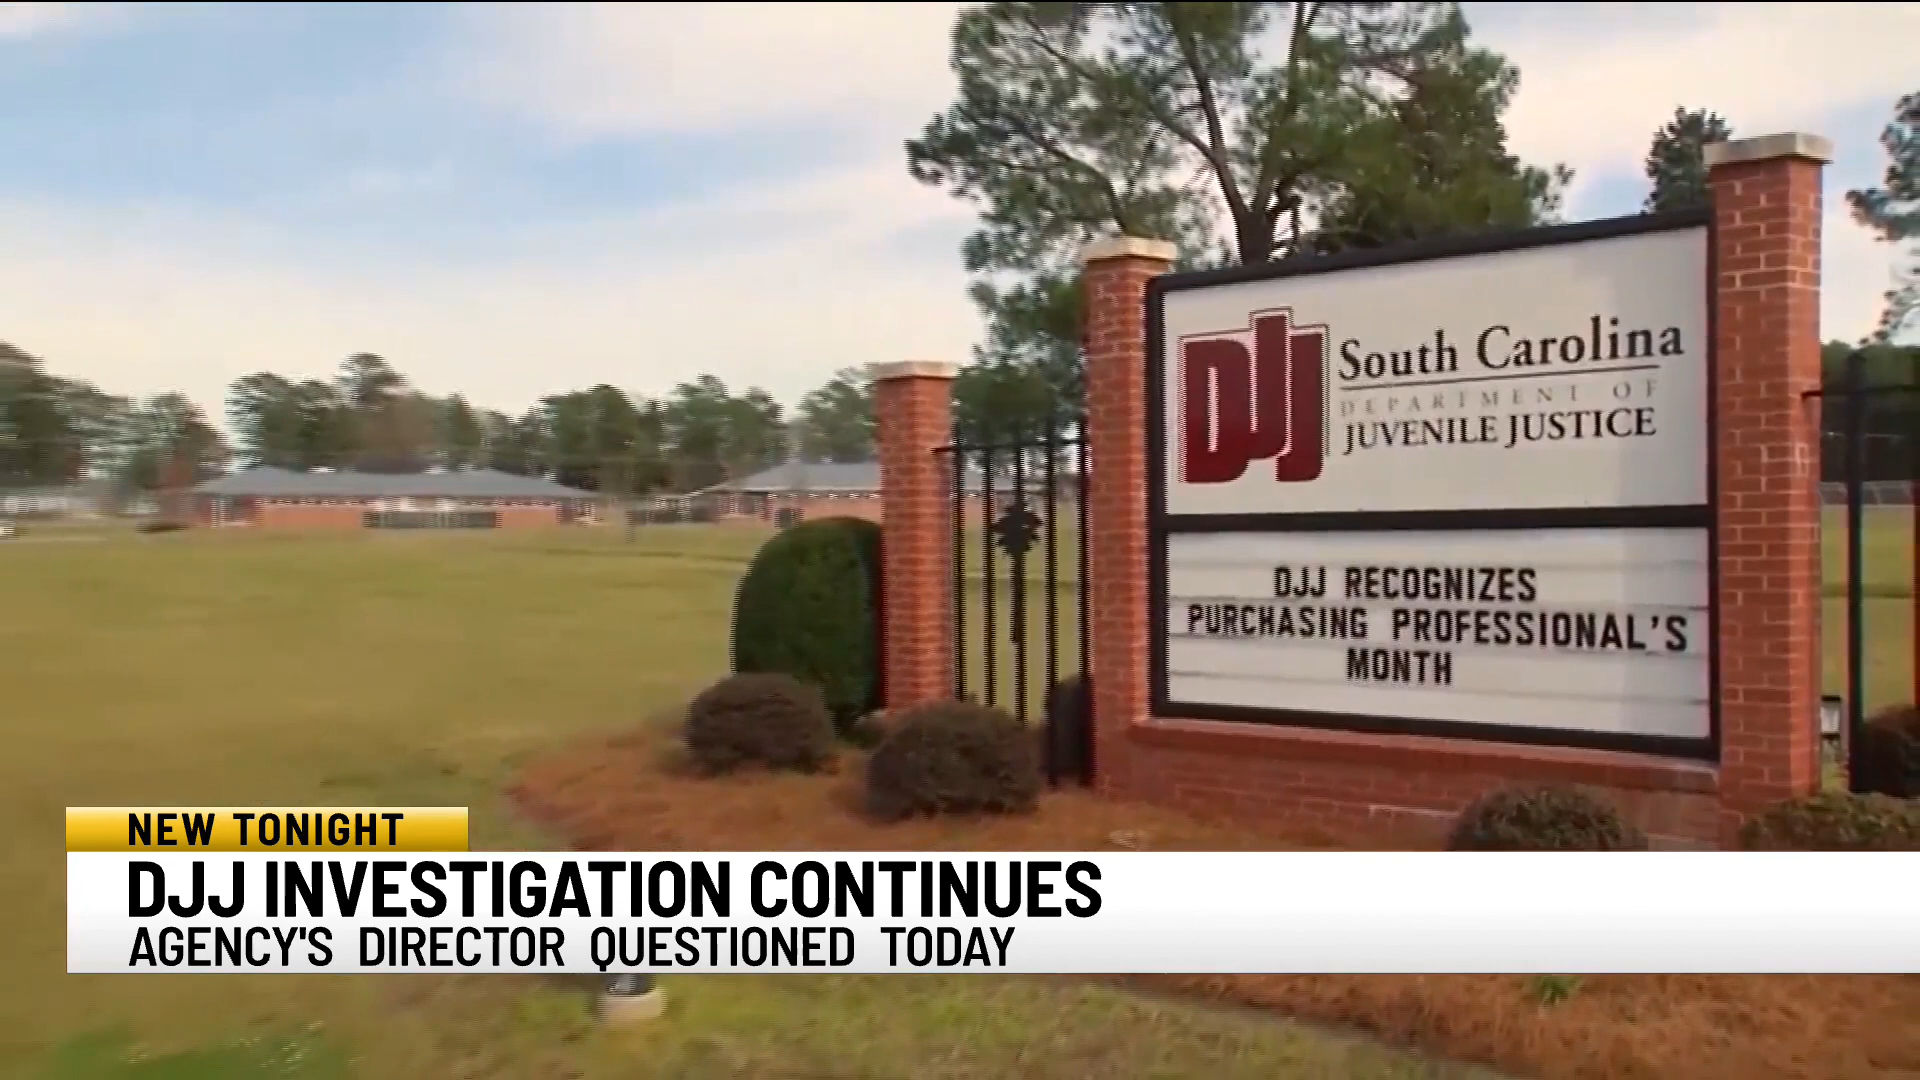 DJJ
South Carolina
DEPARTMENT OF
JUVENILE JUSTICE
DJJ RECOGNIZES
PURCHASING PROFESSIONAL'S
MONTH
NEW TONIGHT
DJJ INVESTIGATION CONTINUES
AGENCY'S DIRECTOR QUESTIONED TODAY